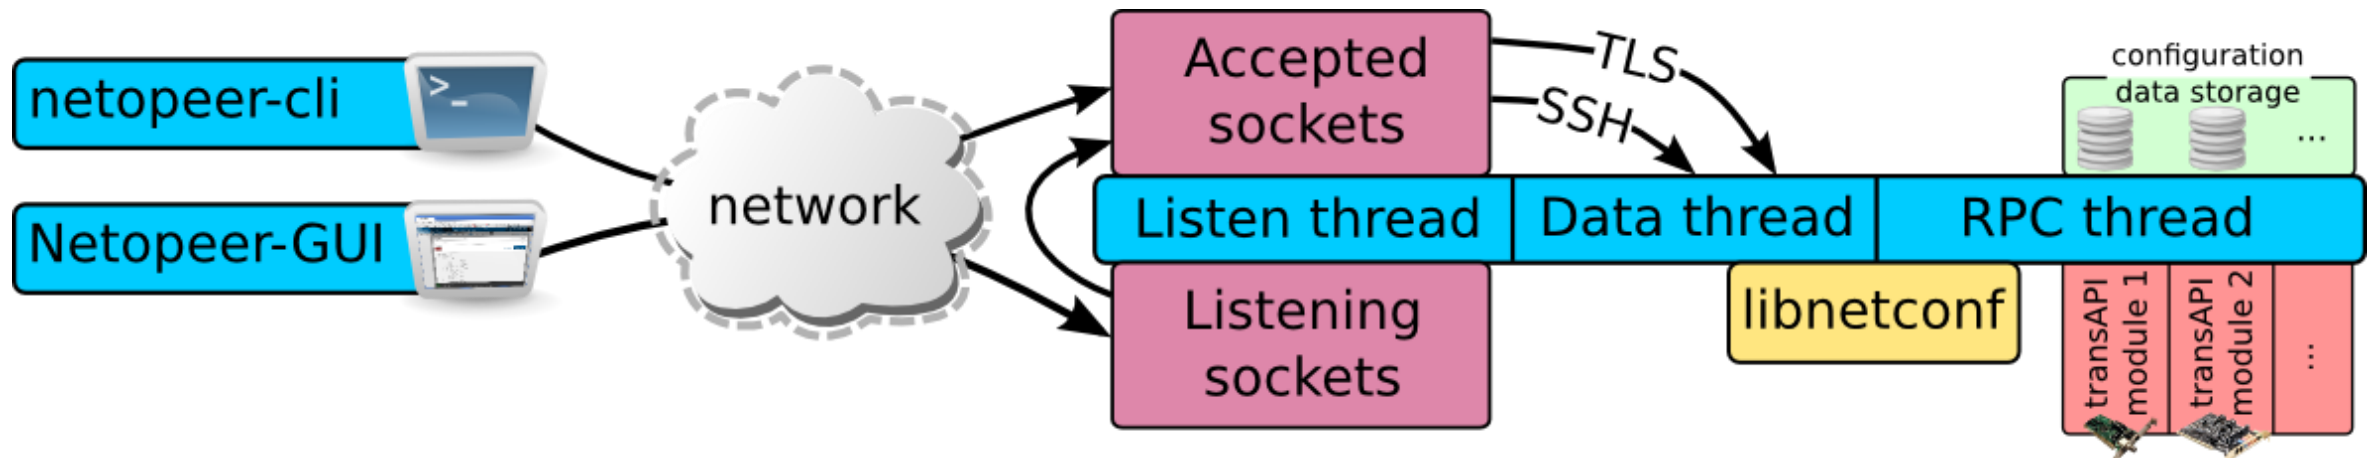 netopeer-cli
>_
Netopeer-GUI
network
Accepted
sockets
TLS
SSH
configuration
data storage
...
Listen thread
Data thread
RPC thread
Listening
sockets
libnetconf
transAPI
module 1
transAPI
module 2
...